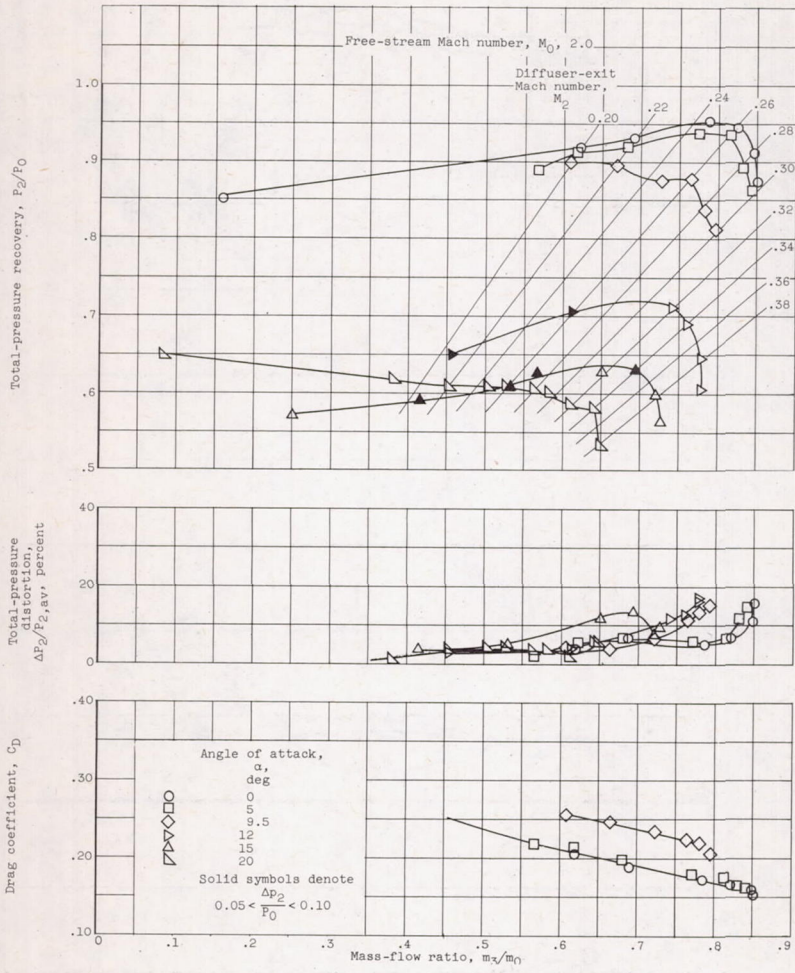 Free-stream Mach number, M0, 2.0
Diffuser-exit
Mach number,
M2
0.20
.22
.24
.26
.28
.30
.32
.34
.36
.38
Total-pressure recovery, P2/P0
1.0
.9
.8
.7
.6
.5
Total-pressure
distortion,
ΔP2/P2,av, percent
40
20
0
Drag coefficient, CD
.40
.30
.20
.10
Angle of attack,
α,
deg
0
5
9.5
12
15
20
Solid symbols denote
0.05 < Δp2/P0 < 0.10
0 .1 .2 .3 .4 .5 .6 .7 .8 .9
Mass-flow ratio, m3/m0